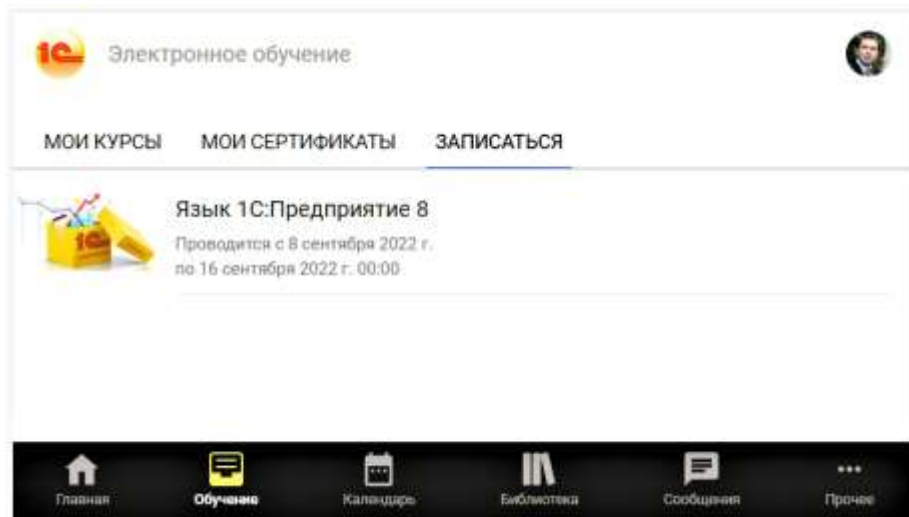 1С Электронное обучение
МОИ КУРСЫ МОИ СЕРТИФИКАТЫ ЗАПИСАТЬСЯ
Язык 1С:Предприятие 8
Проводится с 8 сентября 2022 г.
по 16 сентября 2022 г. 00:00
1С
Главная Обучение Календарь Библиотека Сообщения Прочее